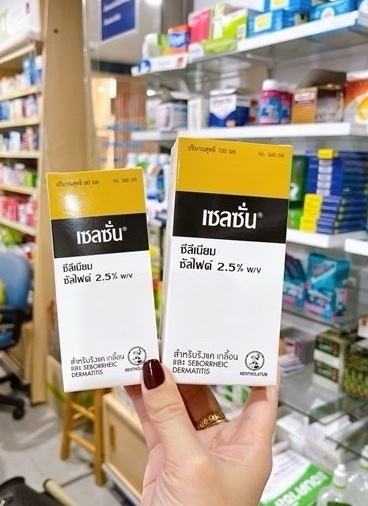 ปริมาณสุทธิ 60 มล
เซลซั่น®
ซีลีเนียม
ซัลไฟด์ 2.5% w/v
สำหรับรังแค เกลื้อน
และ SEBORRHEIC
DERMATITIS
MENTHOLATUM
ปริมาณสุทธิ 120 มล
เซลซั่น®
ซีลีเนียม
ซัลไฟด์ 2.5% w/v
สำหรับรังแค เกลื้อน
และ SEBORRHEIC
DERMATITIS
MENTHOLATUM